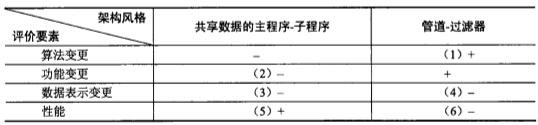 架构风格
评价要素 共享数据的主程序-子程序 管道-过滤器
算法变更 – (1) +
功能变更 (2) – +
数据表示变更 (3) – (4) –
性能 (5) + (6) –